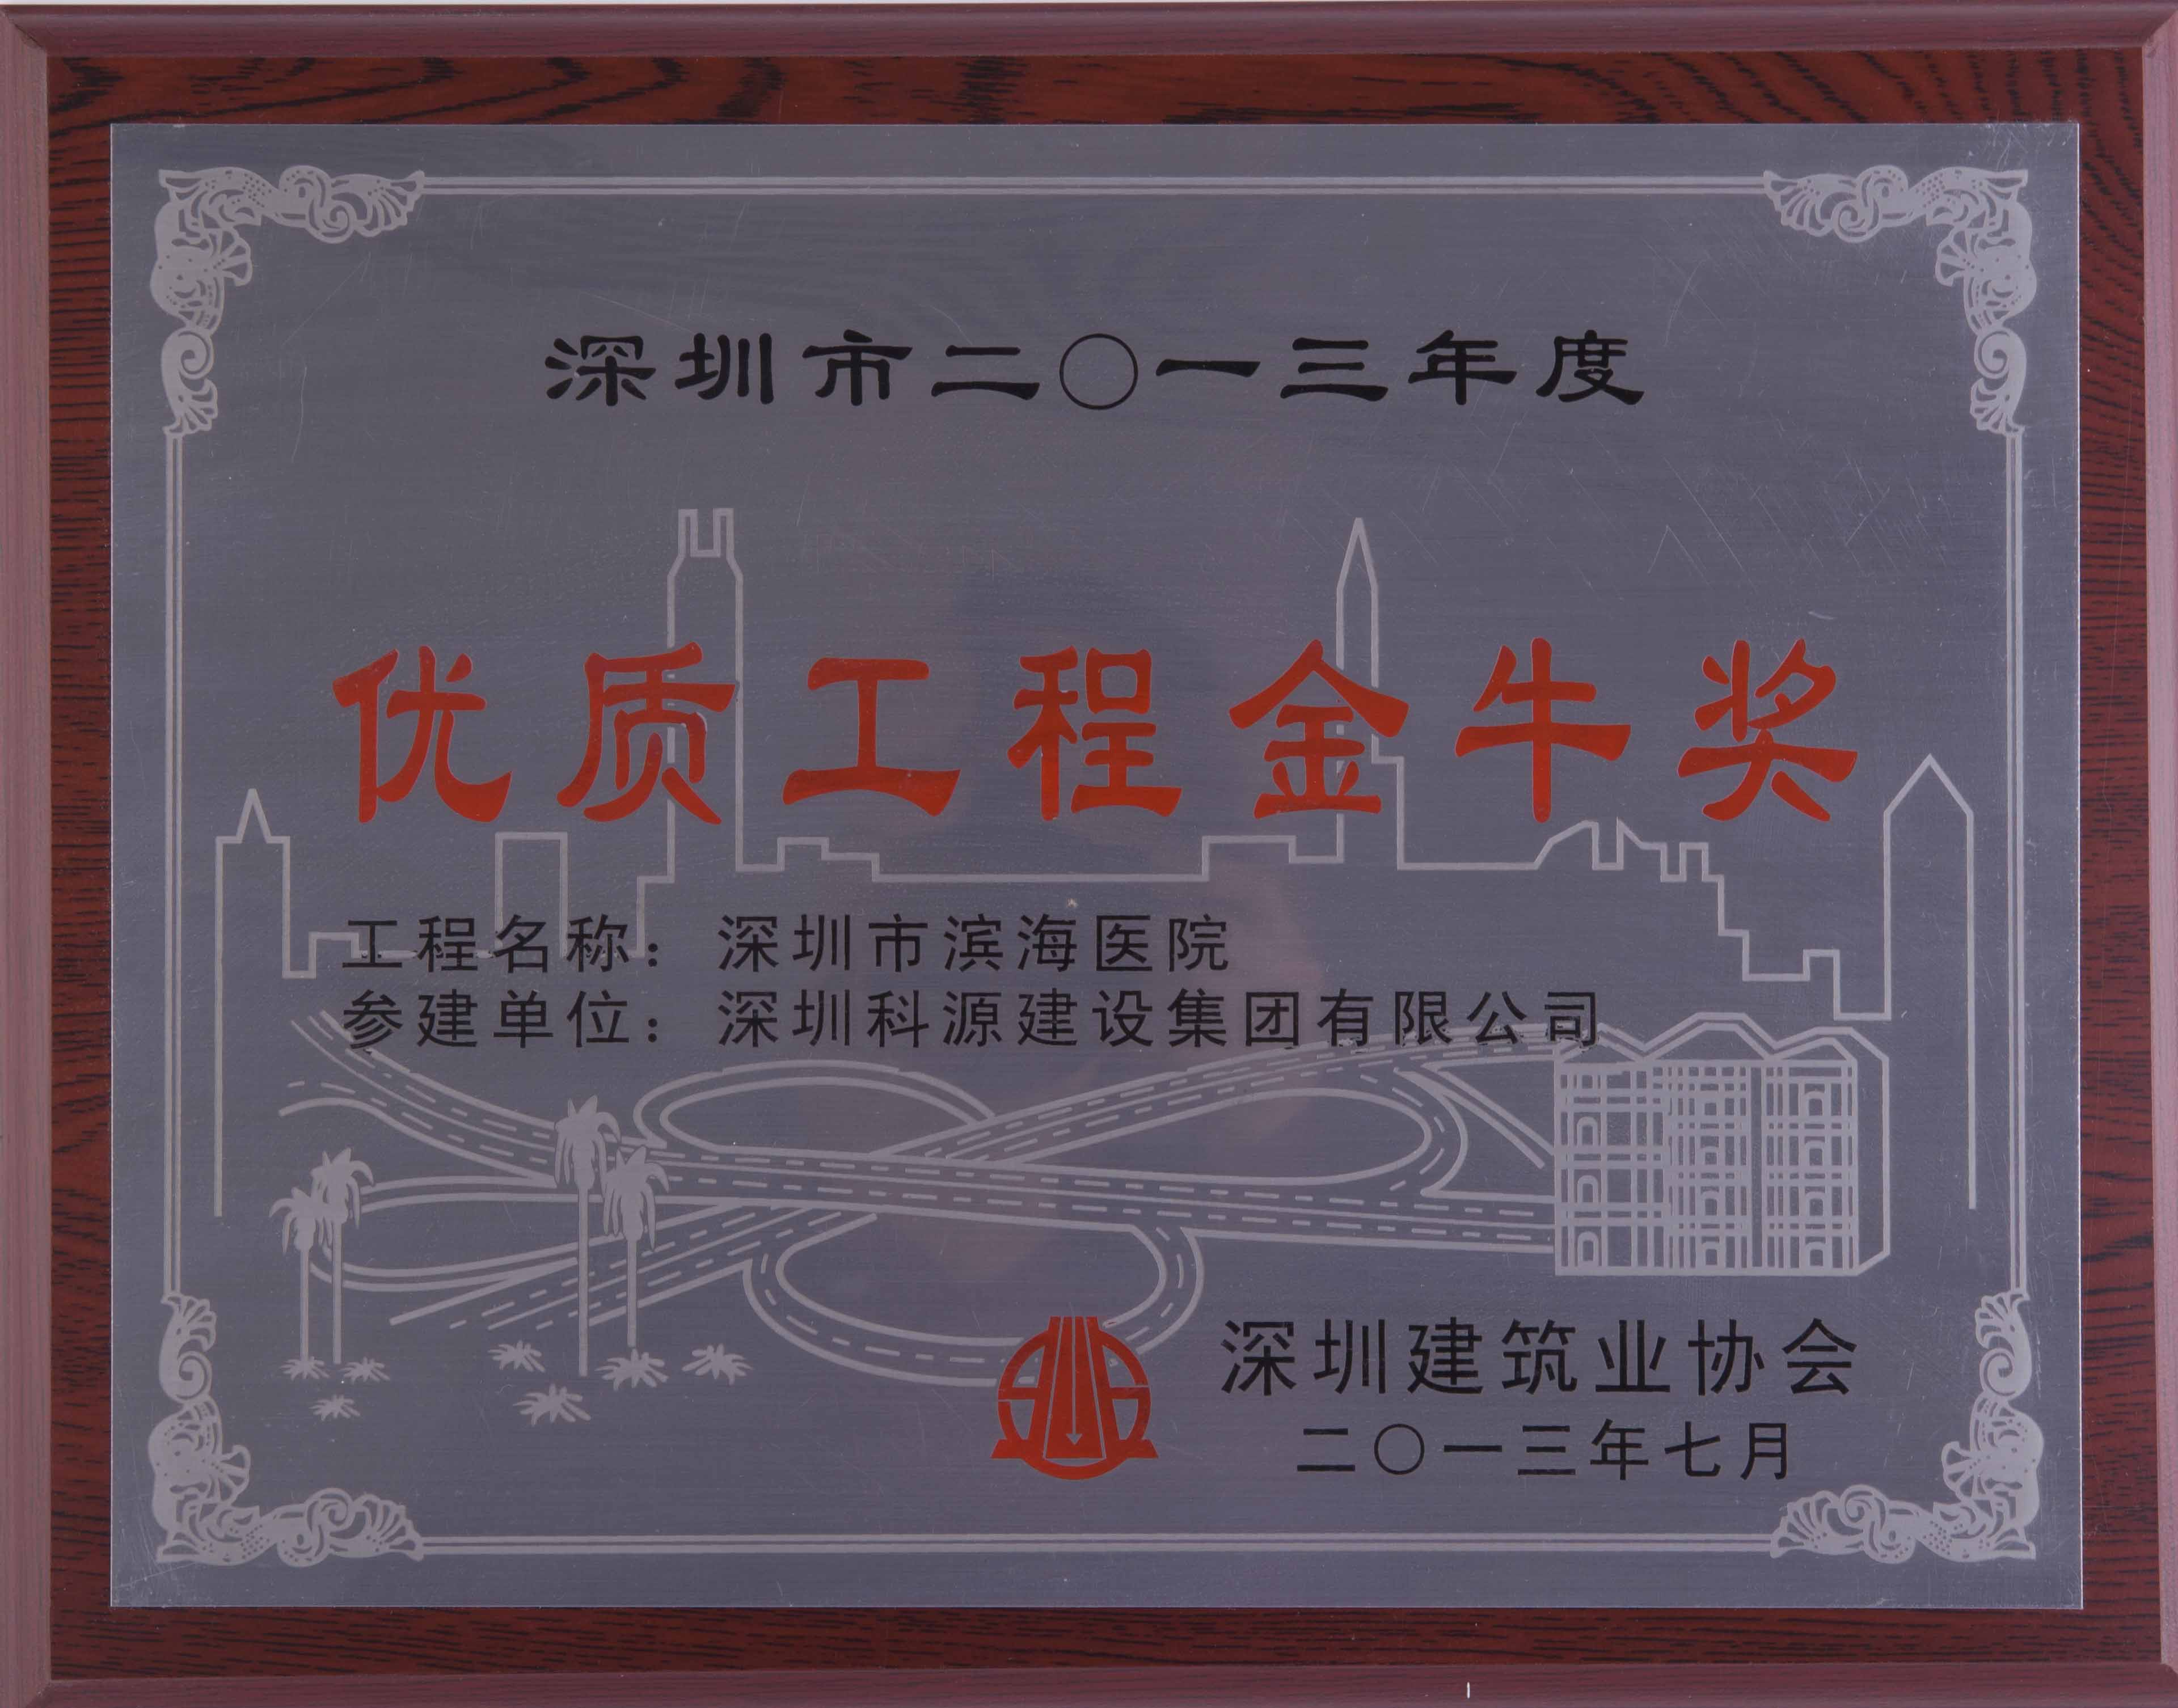 深圳市二〇一三年度
优质工程金牛奖
工程名称：深圳市滨海医院
参建单位：深圳科源建设集团有限公司
深圳建筑业协会
二〇一三年七月